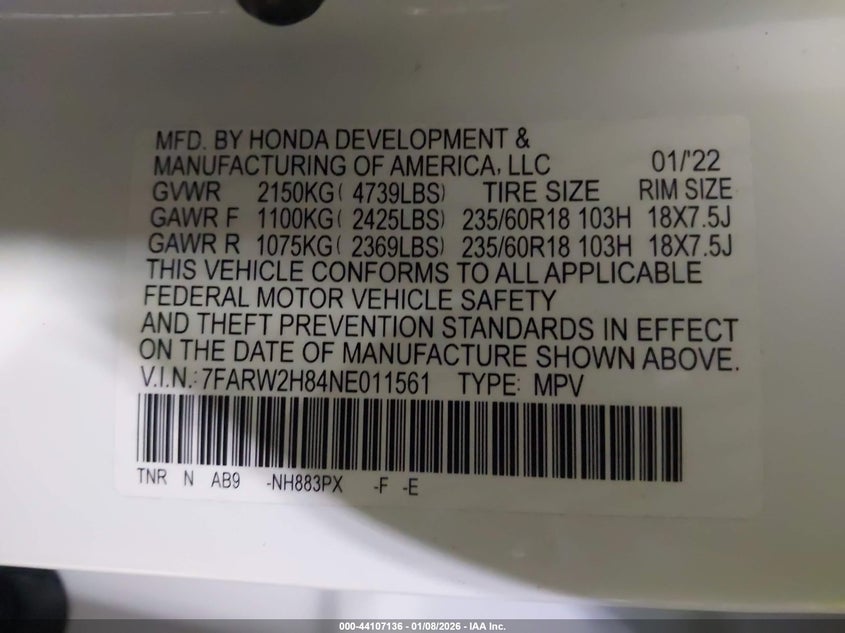 MFD. BY HONDA DEVELOPMENT &
MANUFACTURING OF AMERICA, LLC 01/'22
GVWR 2150KG( 4739LBS) TIRE SIZE RIM SIZE
GAWR F 1100KG( 2425LBS) 235/60R18 103H 18X7.5J
GAWR R 1075KG( 2369LBS) 235/60R18 103H 18X7.5J
THIS VEHICLE CONFORMS TO ALL APPLICABLE
FEDERAL MOTOR VEHICLE SAFETY
AND THEFT PREVENTION STANDARDS IN EFFECT
ON THE DATE OF MANUFACTURE SHOWN ABOVE.
V.I.N.: 7FARW2H84NE011561 TYPE: MPV
TNR N AB9 -NH883PX -F -E
000-44107136 - 01/08/2026 - IAA Inc.